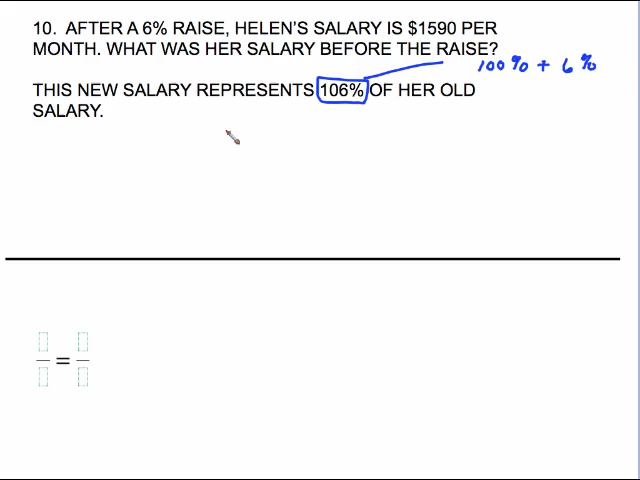 10. AFTER A 6% RAISE, HELEN'S SALARY IS $1590 PER
MONTH. WHAT WAS HER SALARY BEFORE THE RAISE?
100% + 6%
THIS NEW SALARY REPRESENTS 106% OF HER OLD
SALARY.
=